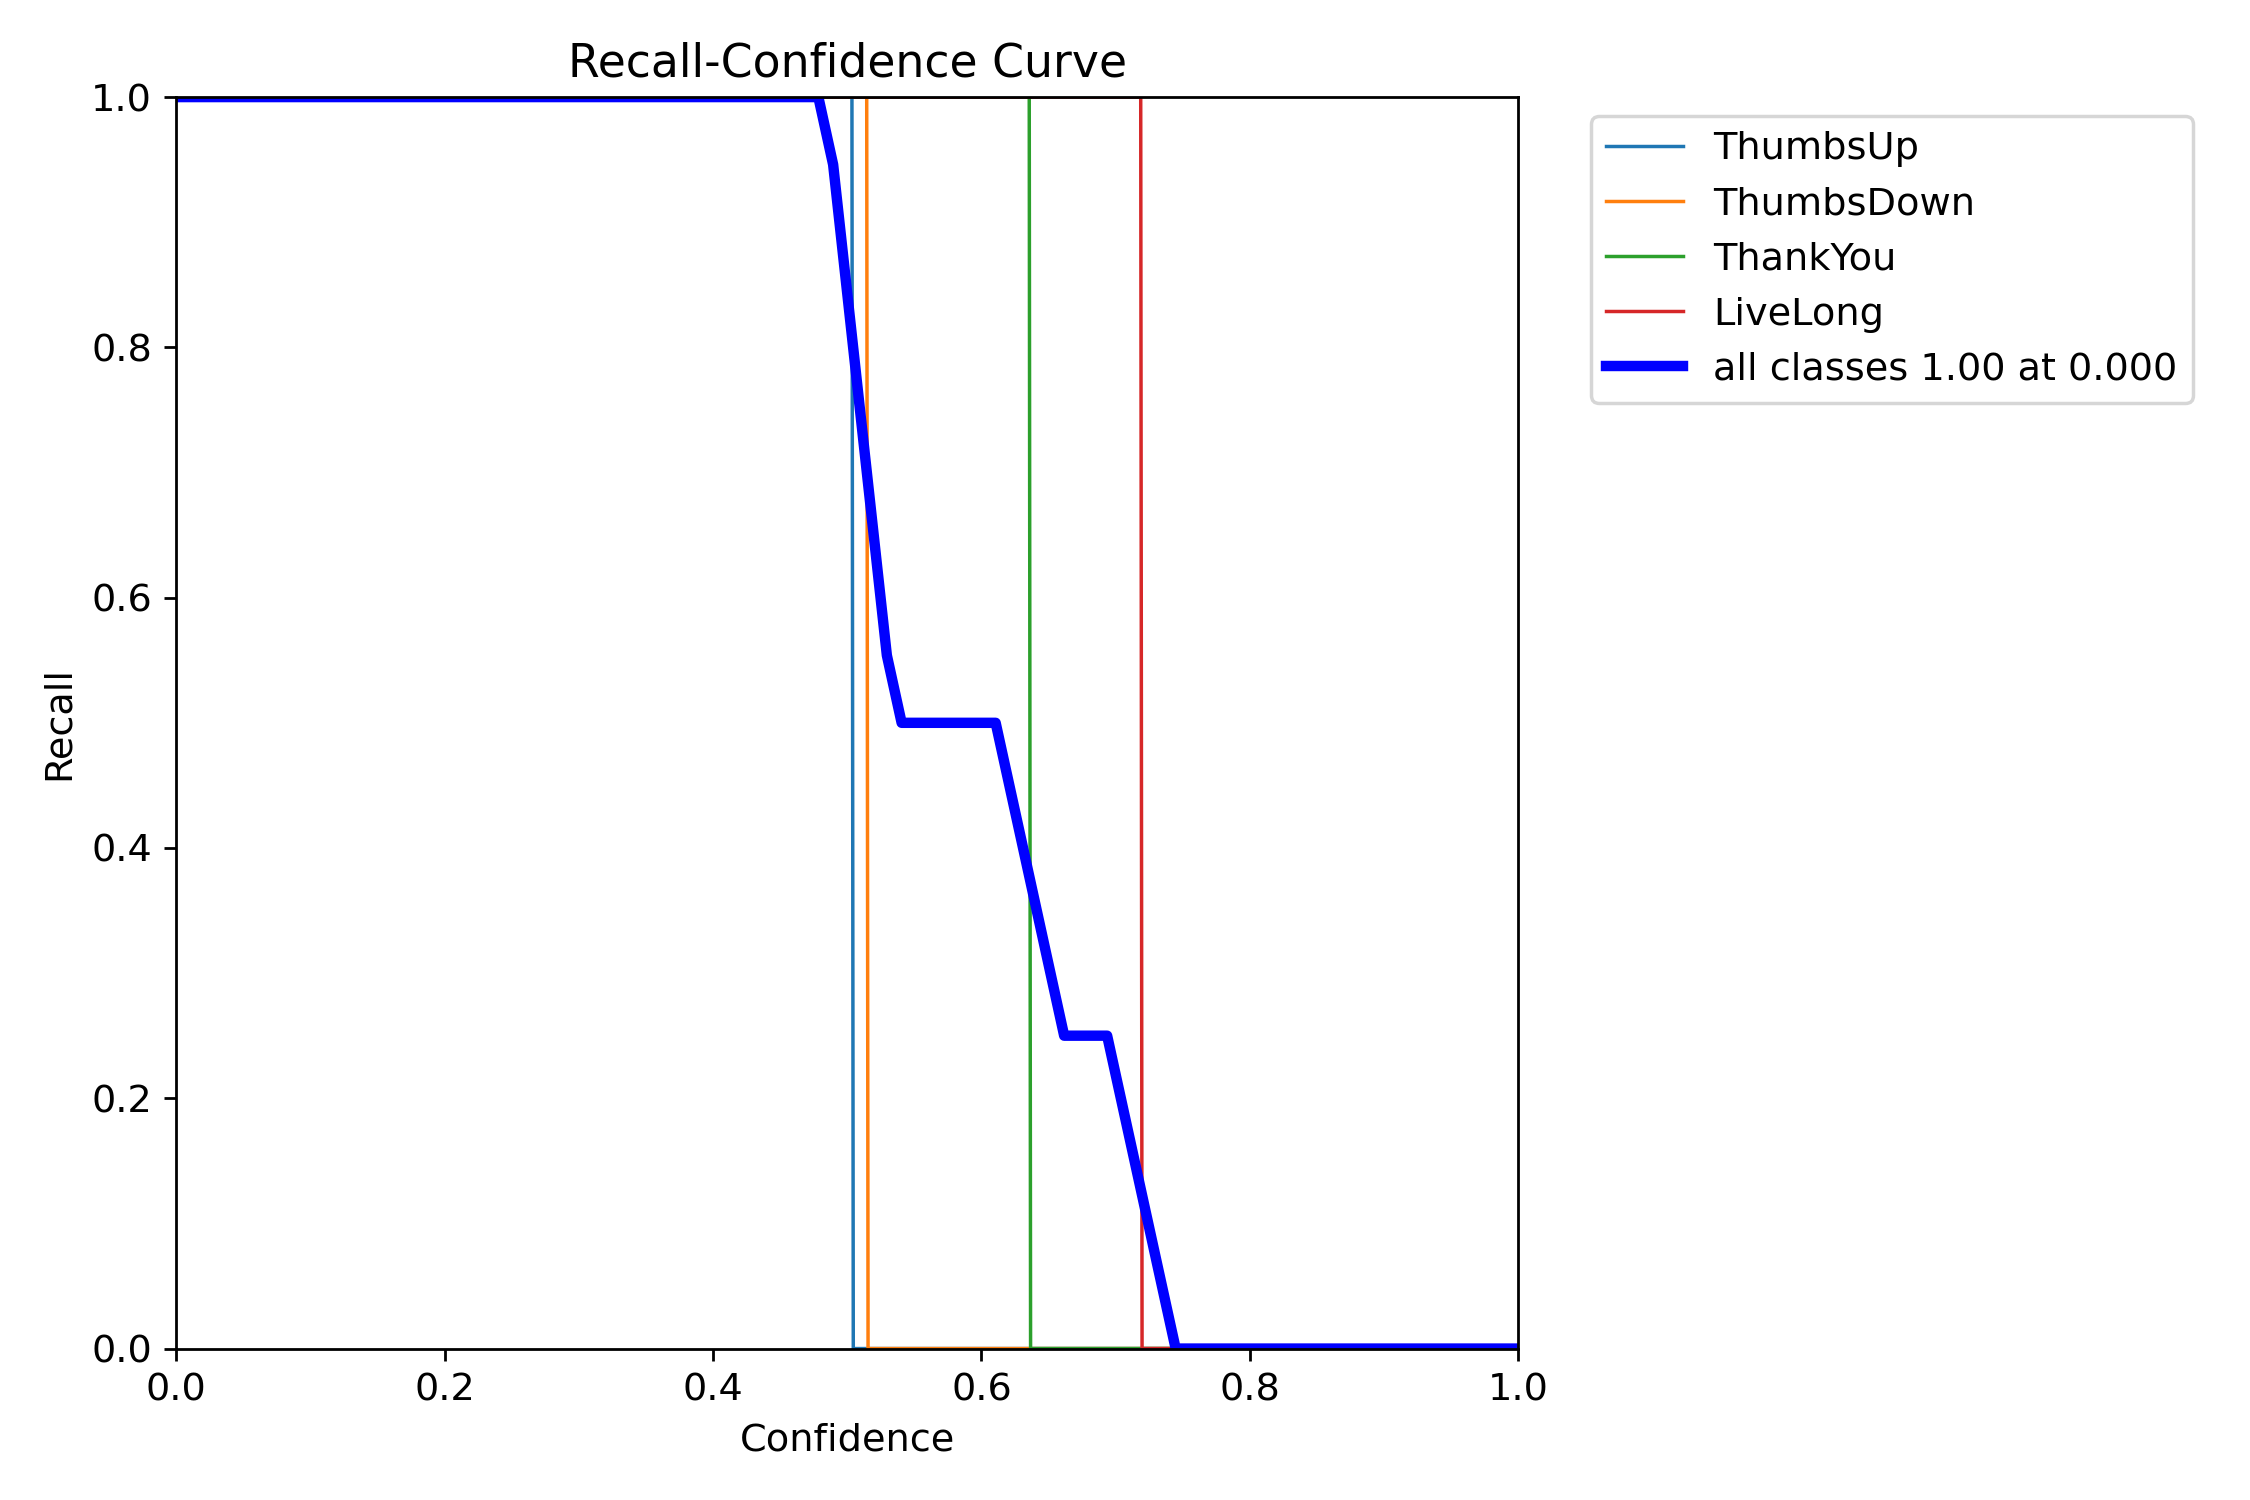 Recall-Confidence Curve
1.0
0.8
0.6
0.4
0.2
0.0
Recall
0.0 0.2 0.4 0.6 0.8 1.0
Confidence
ThumbsUp
ThumbsDown
ThankYou
LiveLong
all classes 1.00 at 0.000